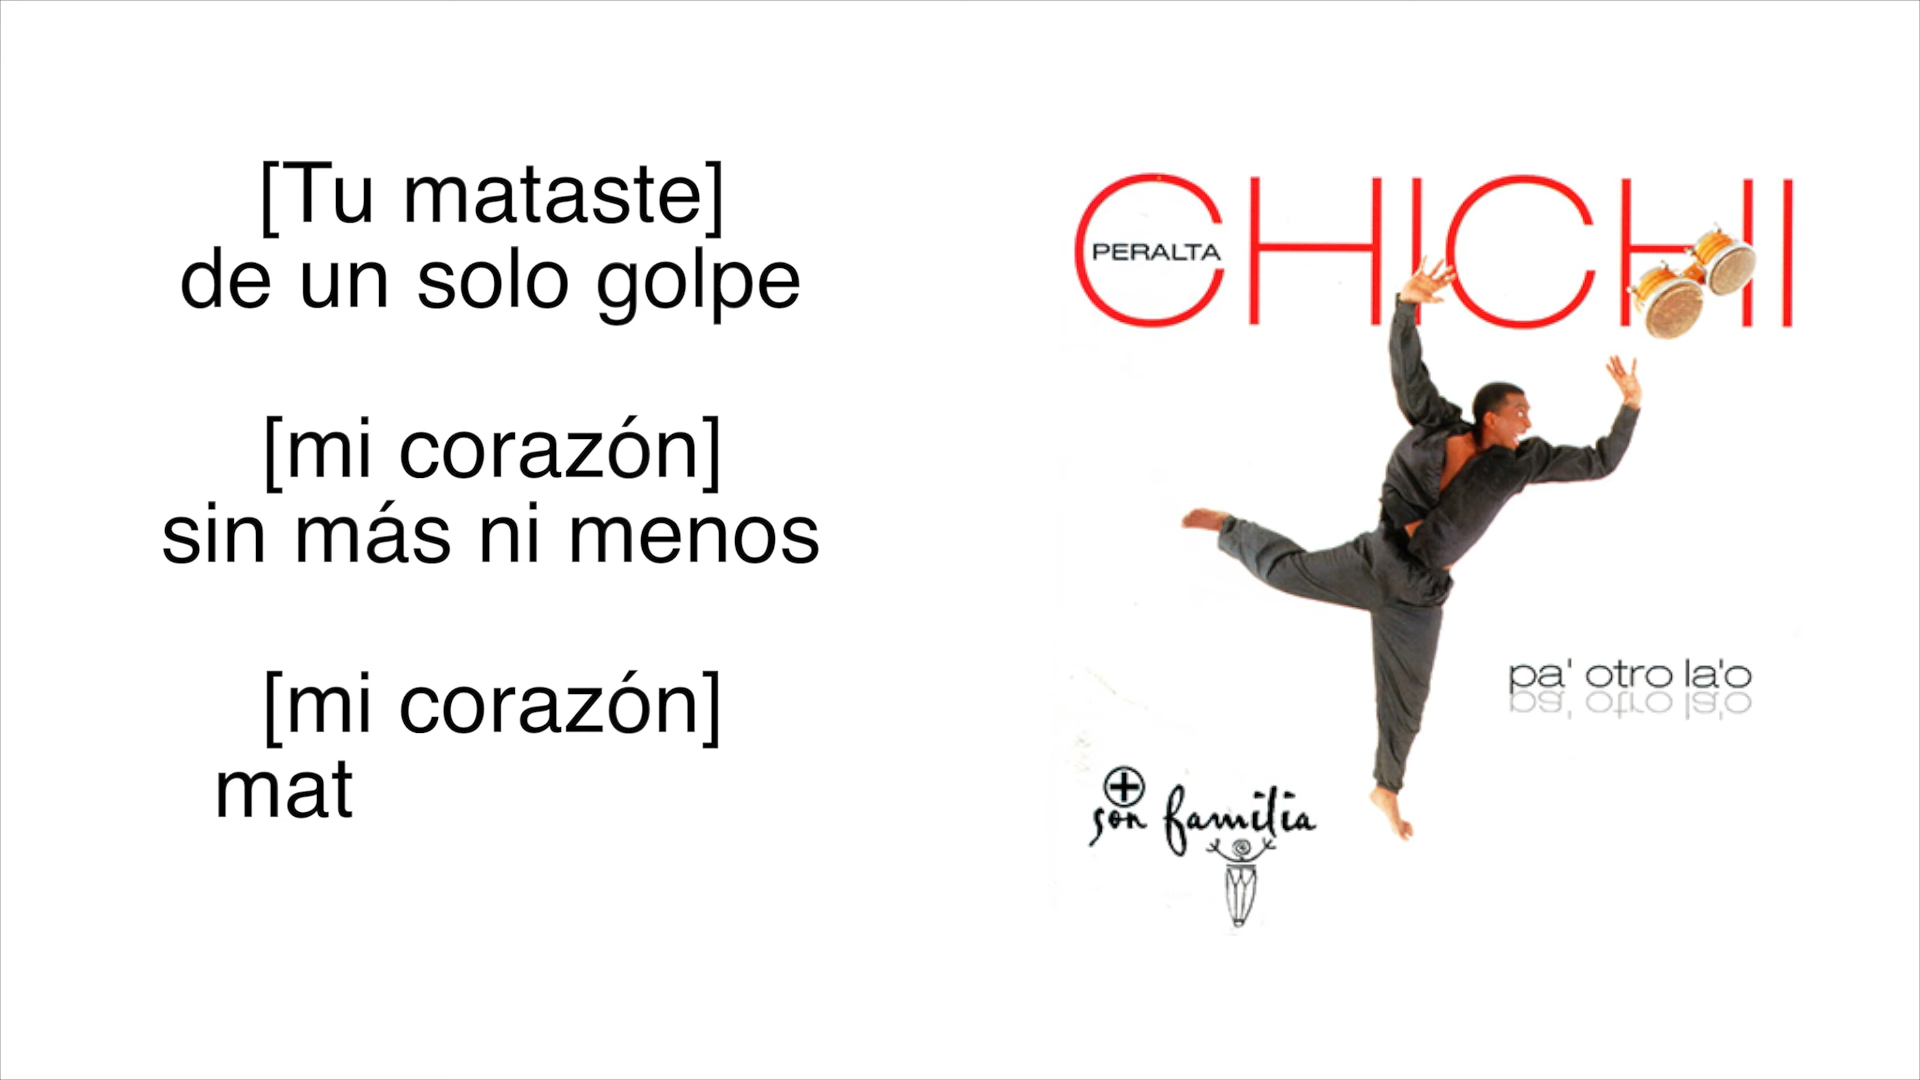 [Tu mataste]
de un solo golpe
[mi corazón]
sin más ni menos
[mi corazón]
mat
CHICHI
PERALTA
pa' otro la'o
son familia